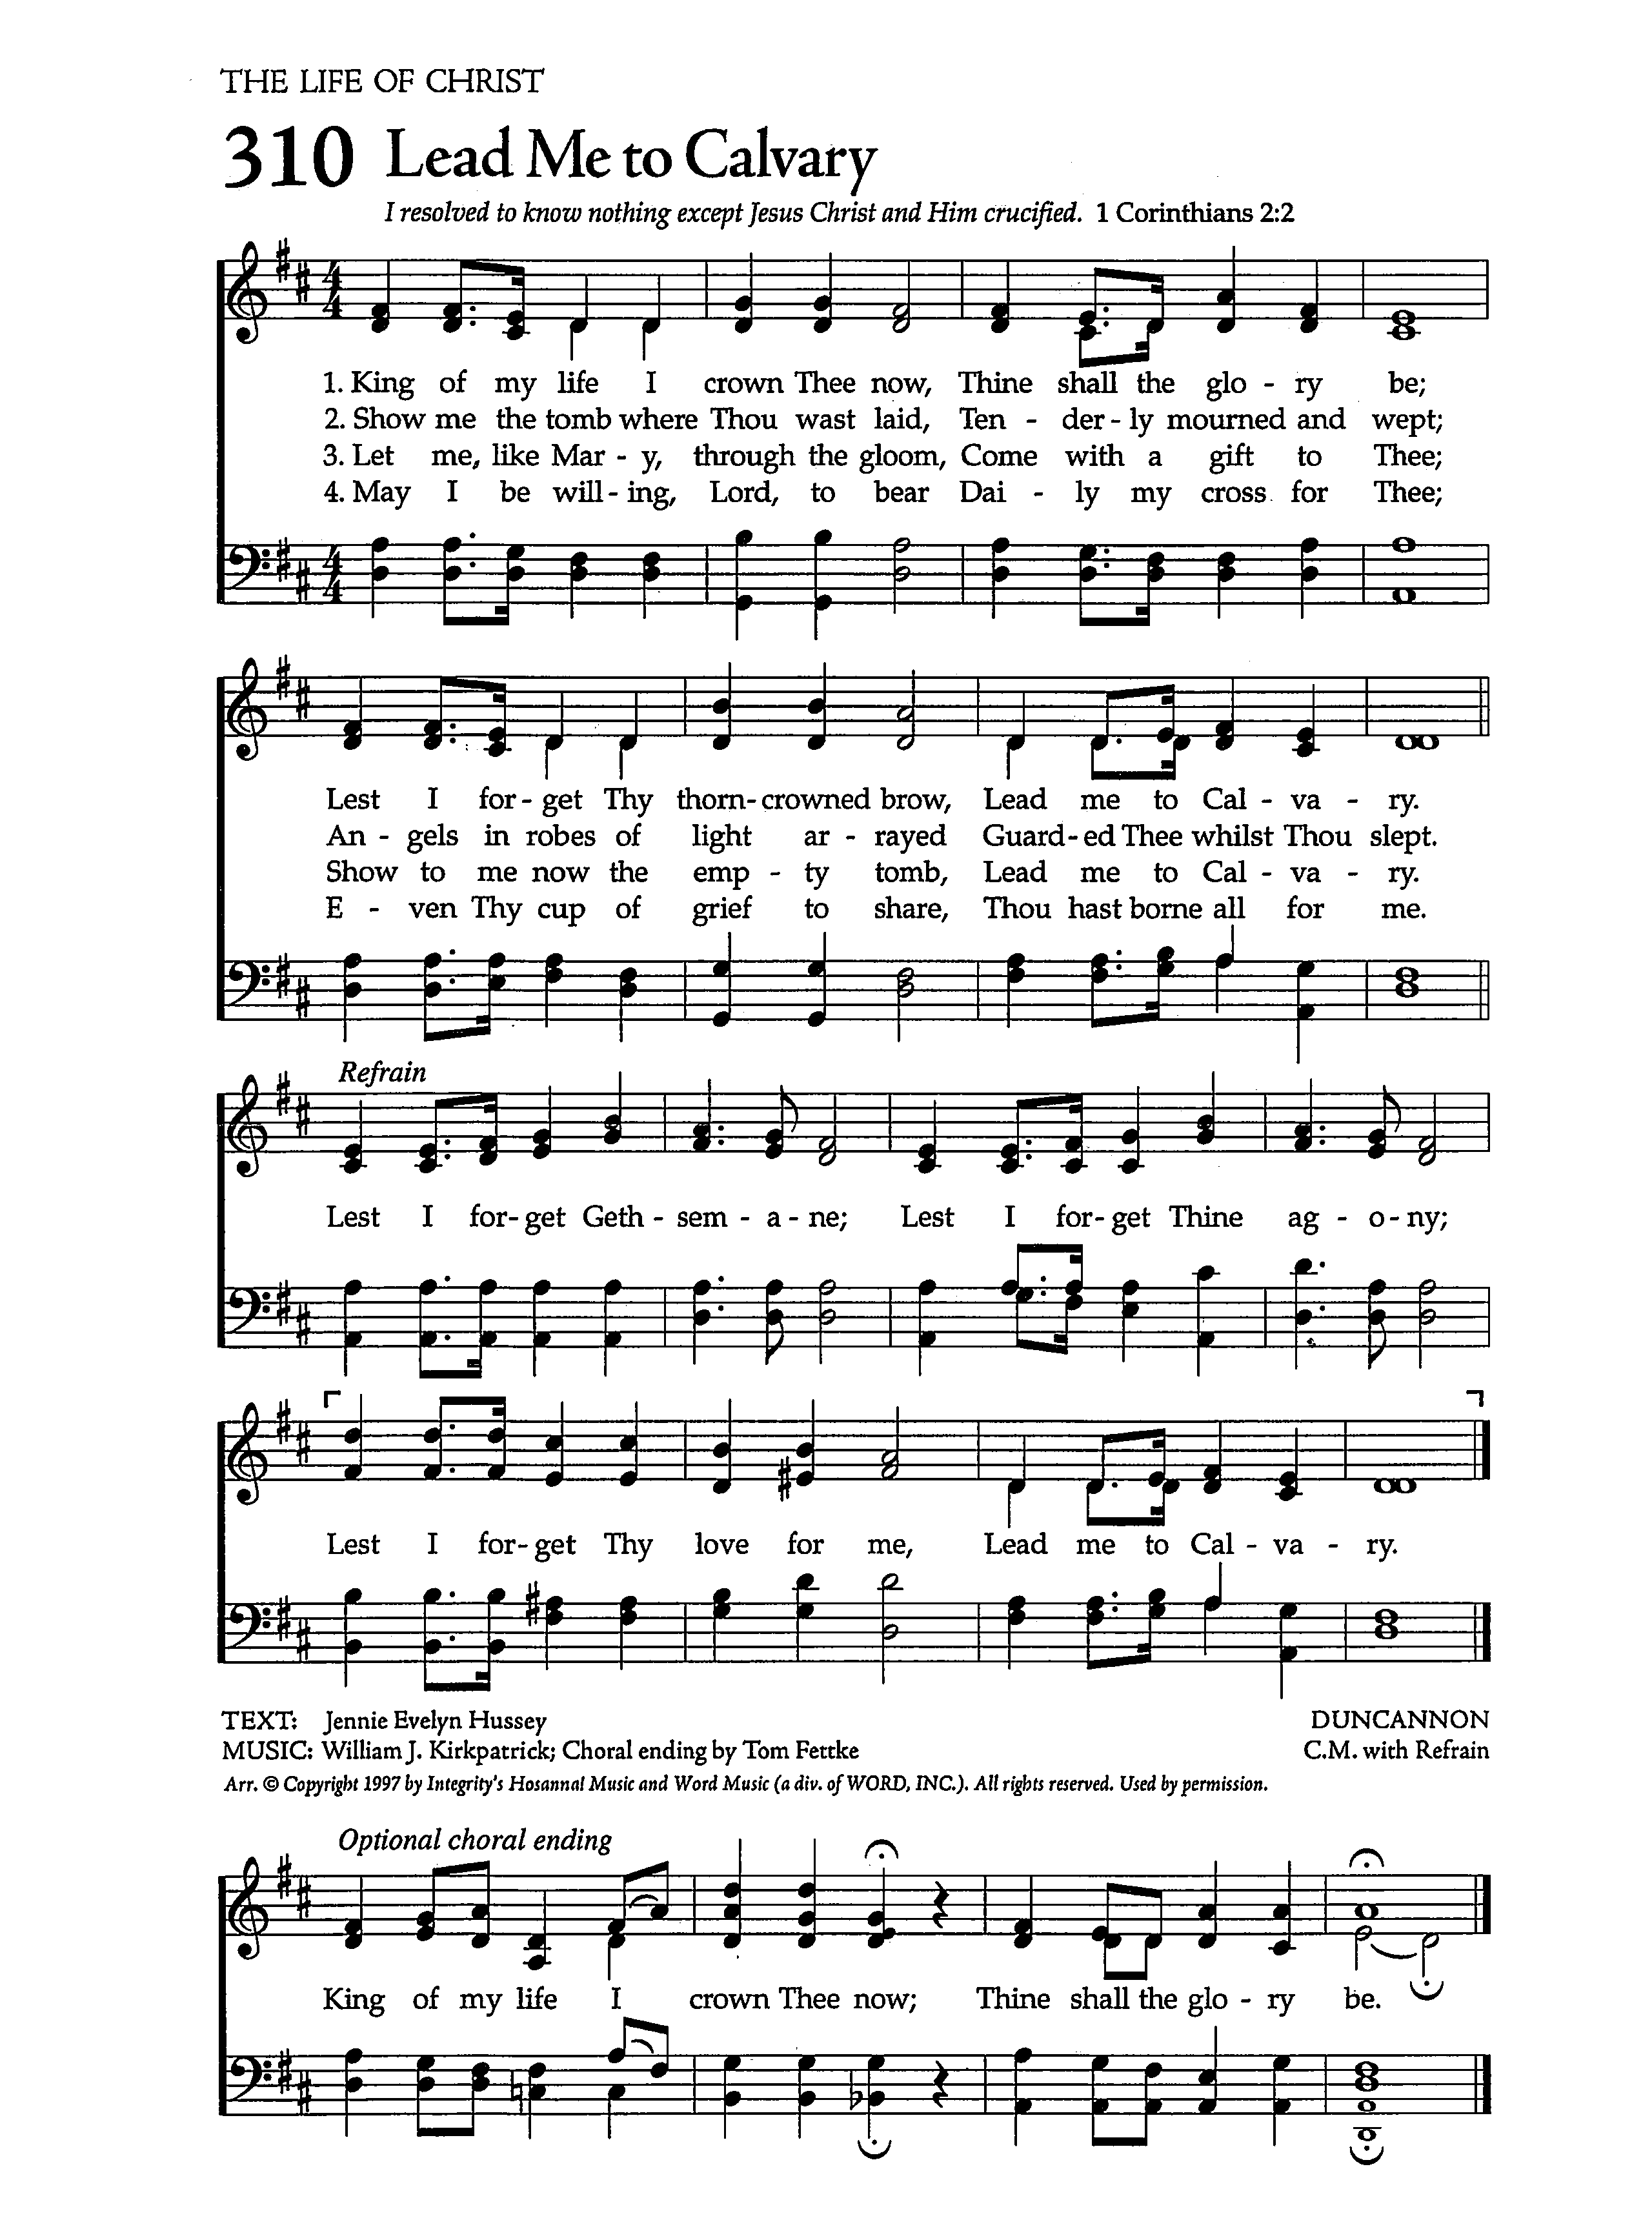 THE LIFE OF CHRIST
310 Lead Me to Calvary
I resolved to know nothing except Jesus Christ and Him crucified. 1 Corinthians 2:2
1. King of my life I crown Thee now, Thine shall the glo - ry be;
2. Show me the tomb where Thou wast laid, Ten - der - ly mourned and wept;
3. Let me, like Mar - y, through the gloom, Come with a gift to Thee;
4. May I be will - ing, Lord, to bear Dai - ly my cross for Thee;
Lest I for - get Thy thorn - crowned brow, Lead me to Cal - va - ry.
An - gels in robes of light ar - rayed Guard - ed Thee whilst Thou slept.
Show to me now the emp - ty tomb, Lead me to Cal - va - ry.
E - ven Thy cup of grief to share, Thou hast borne all for me.
Refrain
Lest I for - get Geth - sem - a - ne; Lest I for - get Thine ag - o - ny;
Lest I for - get Thy love for me, Lead me to Cal - va - ry.
TEXT: Jennie Evelyn Hussey DUNCANNON
MUSIC: William J. Kirkpatrick; Choral ending by Tom Fettke C.M. with Refrain
Arr. © Copyright 1997 by Integrity's Hosanna! Music and Word Music (a div. of WORD, INC.). All rights reserved. Used by permission.
Optional choral ending
King of my life I crown Thee now; Thine shall the glo - ry be.